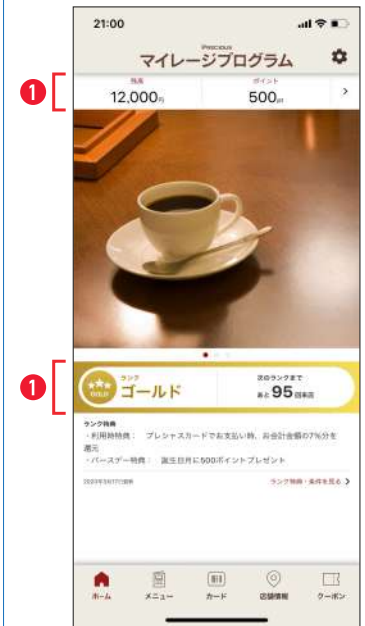 21:00
Precious
マイレージプログラム
残高
ポイント
1
12,000円
500pt
1
ランク
次のランクまで
GOLD
ゴールド
あと 95 回来店
ランク特典
・利用時特典： プレシャスカードでお支払い時、お会計金額の7%分を
還元
・バースデー特典： 誕生日月に500ポイントプレゼント
ランク特典・条件を見る
ホーム
メニュー
カード
店舗情報
クーポン